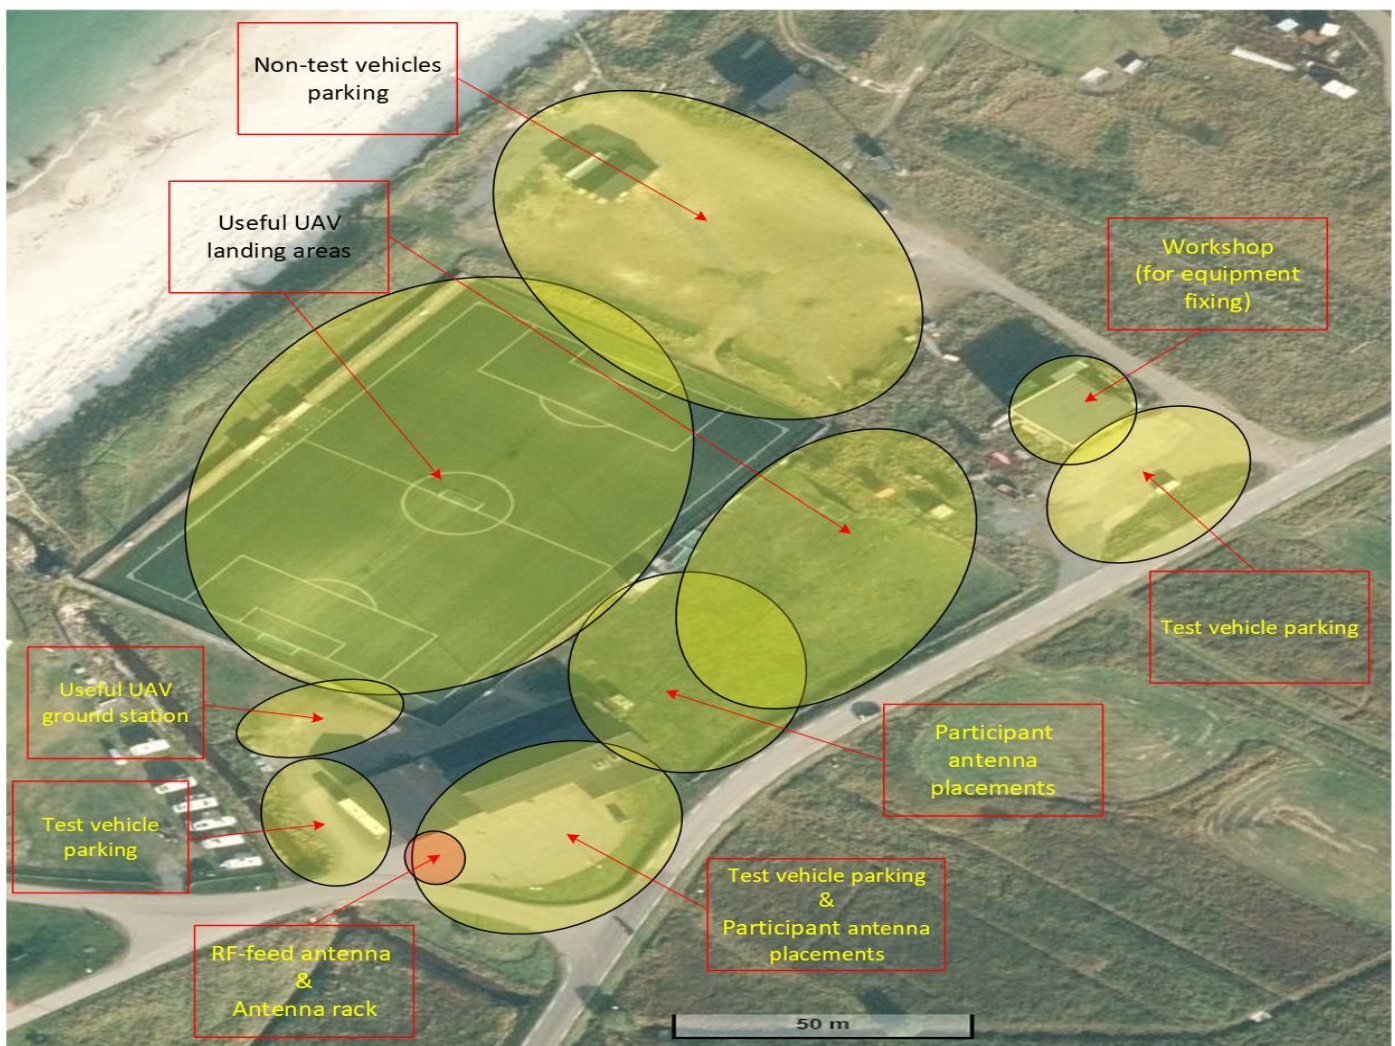 Non-test vehicles
parking
Useful UAV
landing areas
Workshop
(for equipment
fixing)
Test vehicle parking
Useful UAV
ground station
Participant
antenna
placements
Test vehicle
parking
Test vehicle parking
&
Participant antenna
placements
RF-feed antenna
&
Antenna rack
50 m